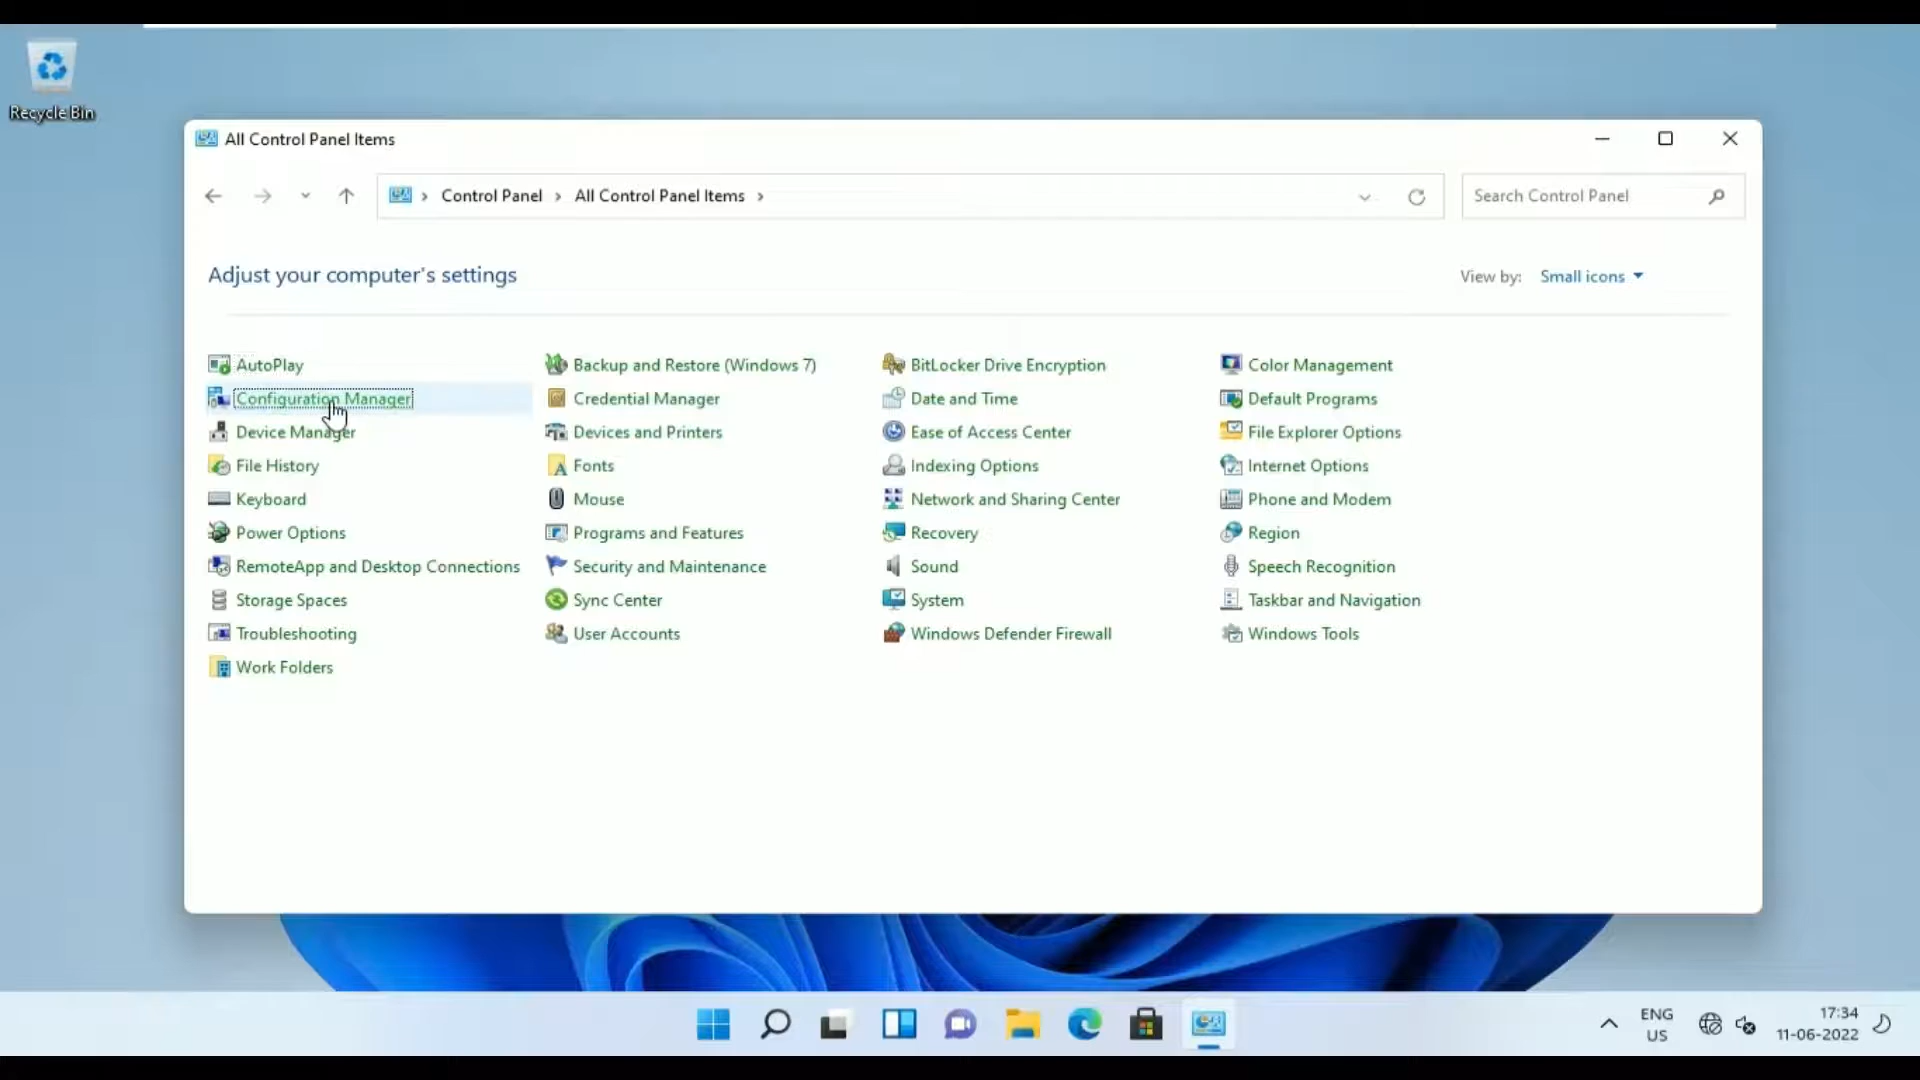 Recycle Bin
All Control Panel Items
Control Panel › All Control Panel Items ›
Search Control Panel
Adjust your computer's settings
View by: Small icons
AutoPlay
Backup and Restore (Windows 7)
BitLocker Drive Encryption
Color Management
Configuration Manager
Credential Manager
Date and Time
Default Programs
Device Manager
Devices and Printers
Ease of Access Center
File Explorer Options
File History
Fonts
Indexing Options
Internet Options
Keyboard
Mouse
Network and Sharing Center
Phone and Modem
Power Options
Programs and Features
Recovery
Region
RemoteApp and Desktop Connections
Security and Maintenance
Sound
Speech Recognition
Storage Spaces
Sync Center
System
Taskbar and Navigation
Troubleshooting
User Accounts
Windows Defender Firewall
Windows Tools
Work Folders
ENG
US
17:34
11-06-2022